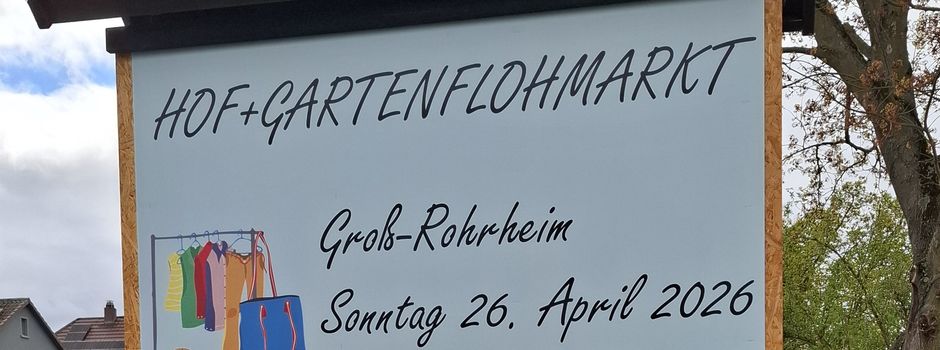 HOF+GARTENFLOHMARKT
Groß-Rohrheim
Sonntag 26. April 2026